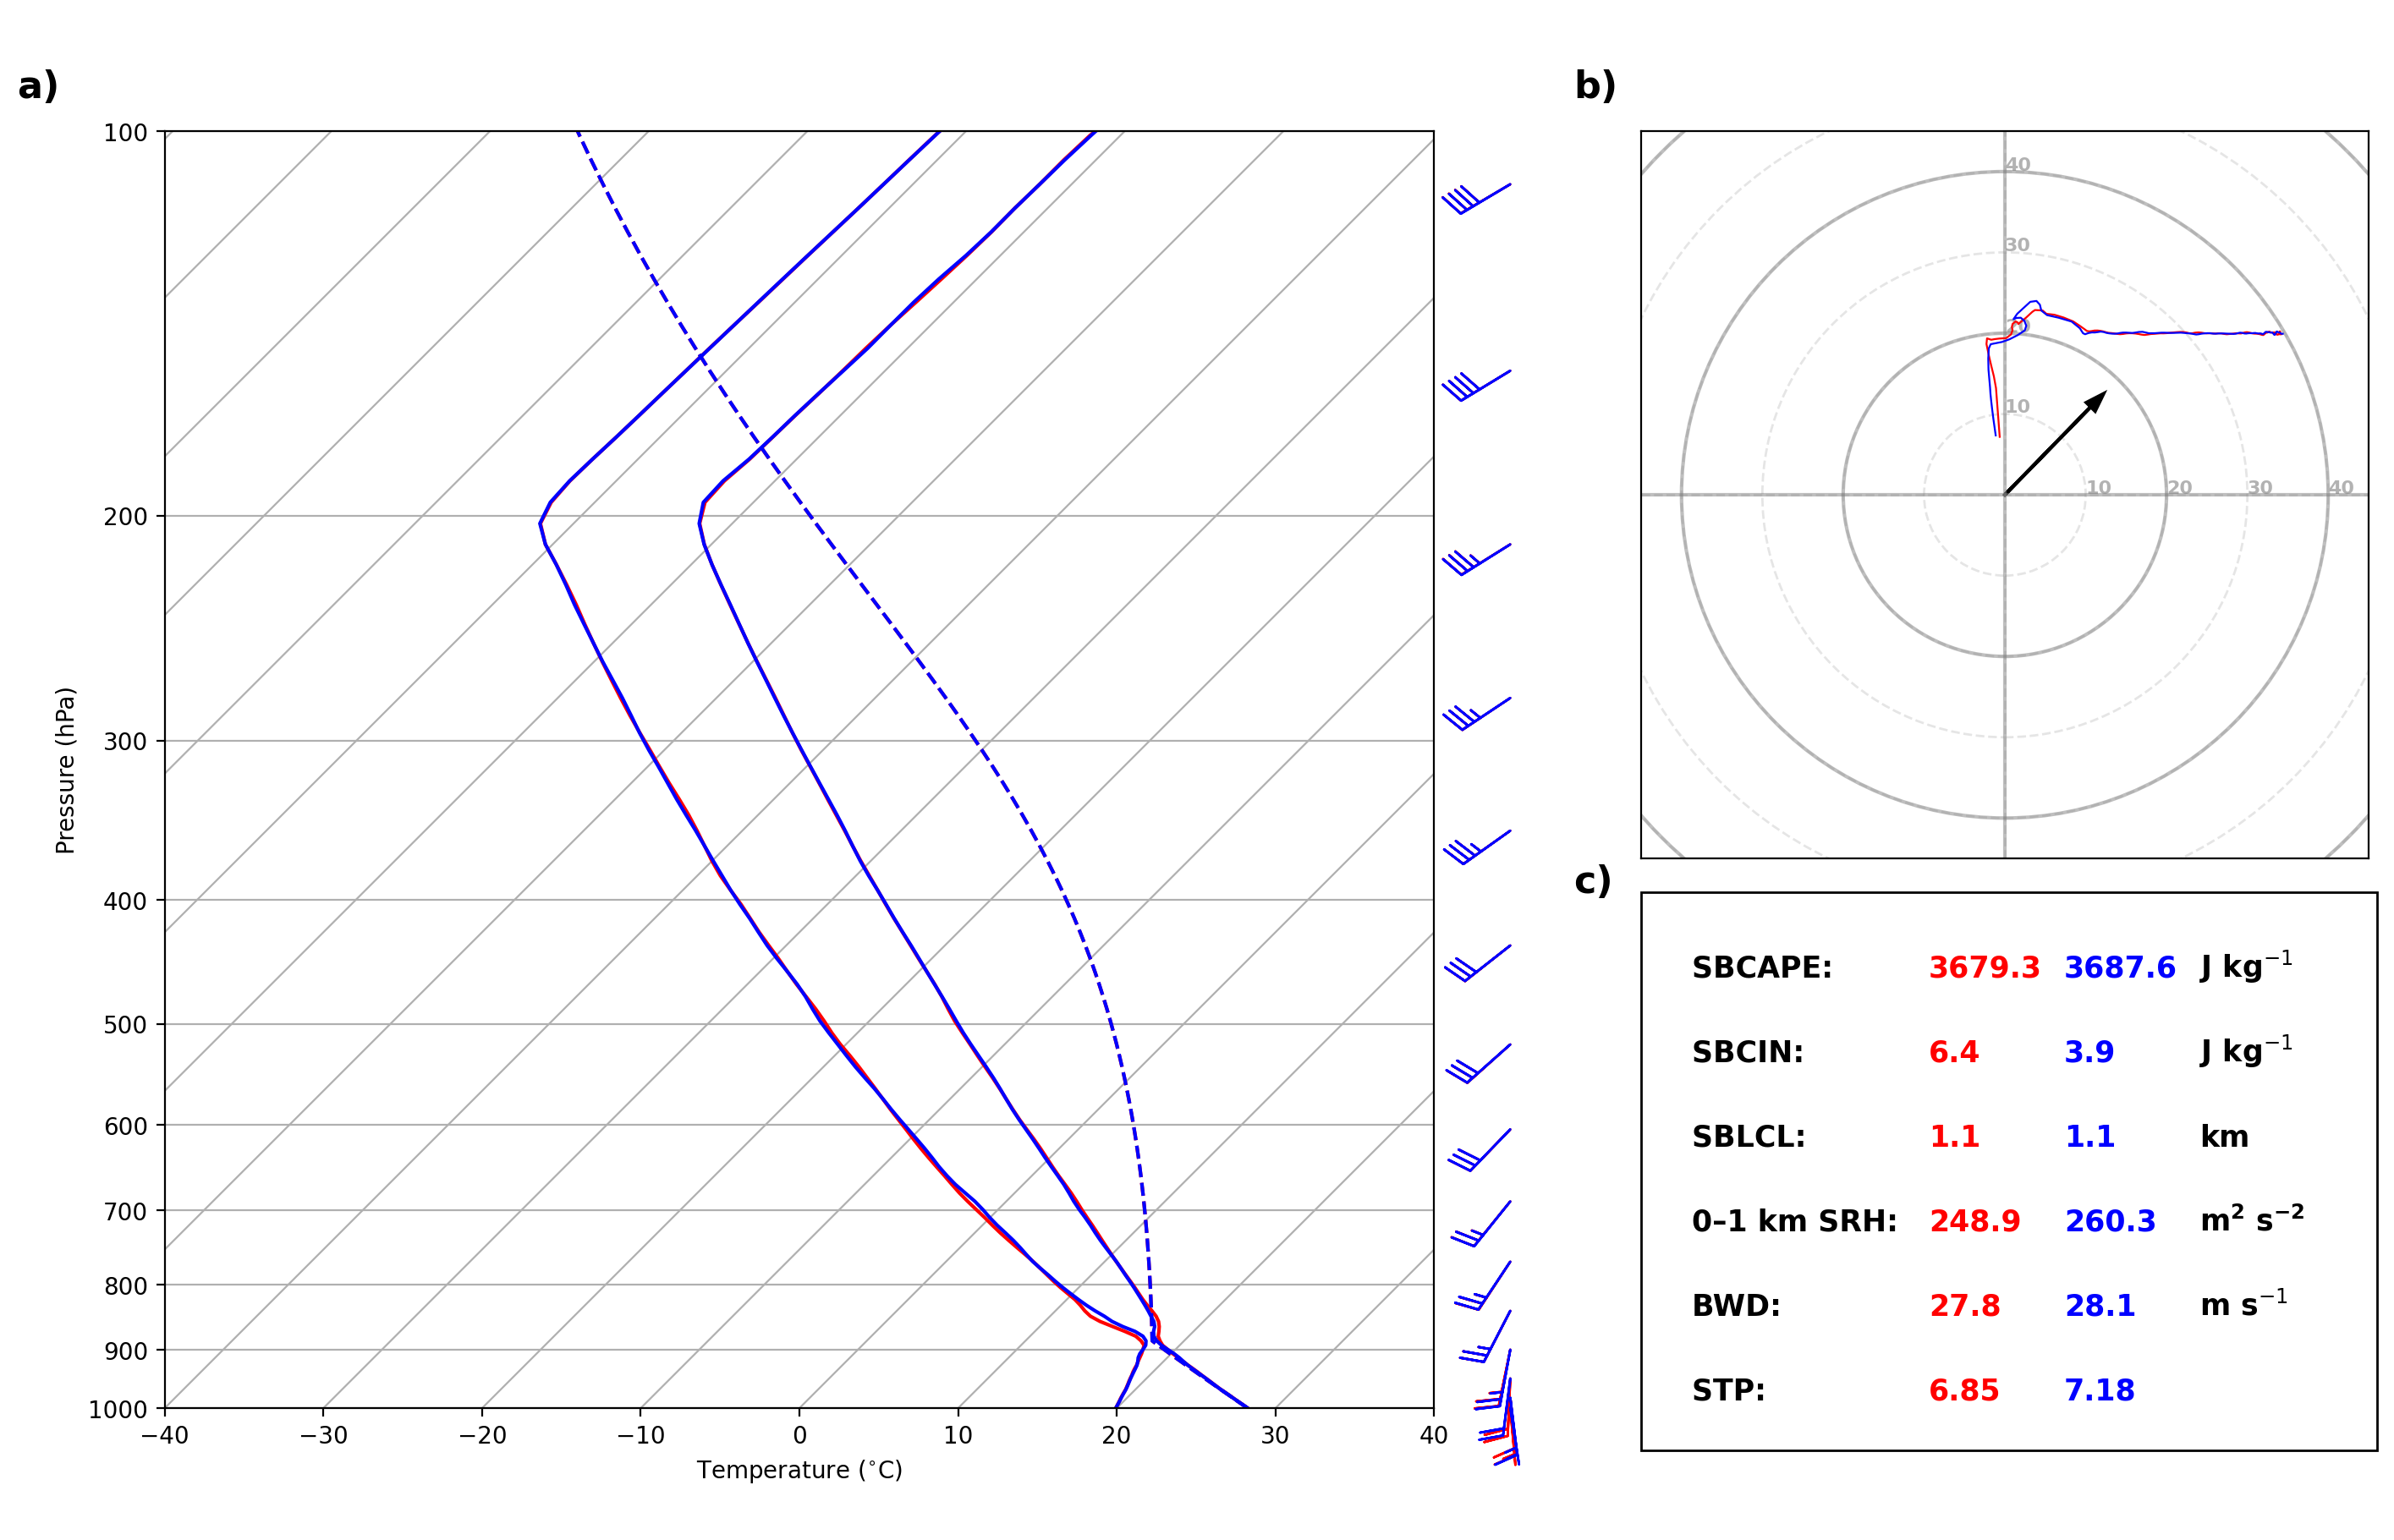 a)
b)
100
200
300
400
500
600
700
800
900
1000
Pressure (hPa)
−40
−30
−20
−10
0
10
20
30
40
Temperature (°C)
40
30
10
10
20
30
40
c)
SBCAPE: 3679.3 3687.6 J kg⁻¹
SBCIN: 6.4 3.9 J kg⁻¹
SBLCL: 1.1 1.1 km
0–1 km SRH: 248.9 260.3 m² s⁻²
BWD: 27.8 28.1 m s⁻¹
STP: 6.85 7.18